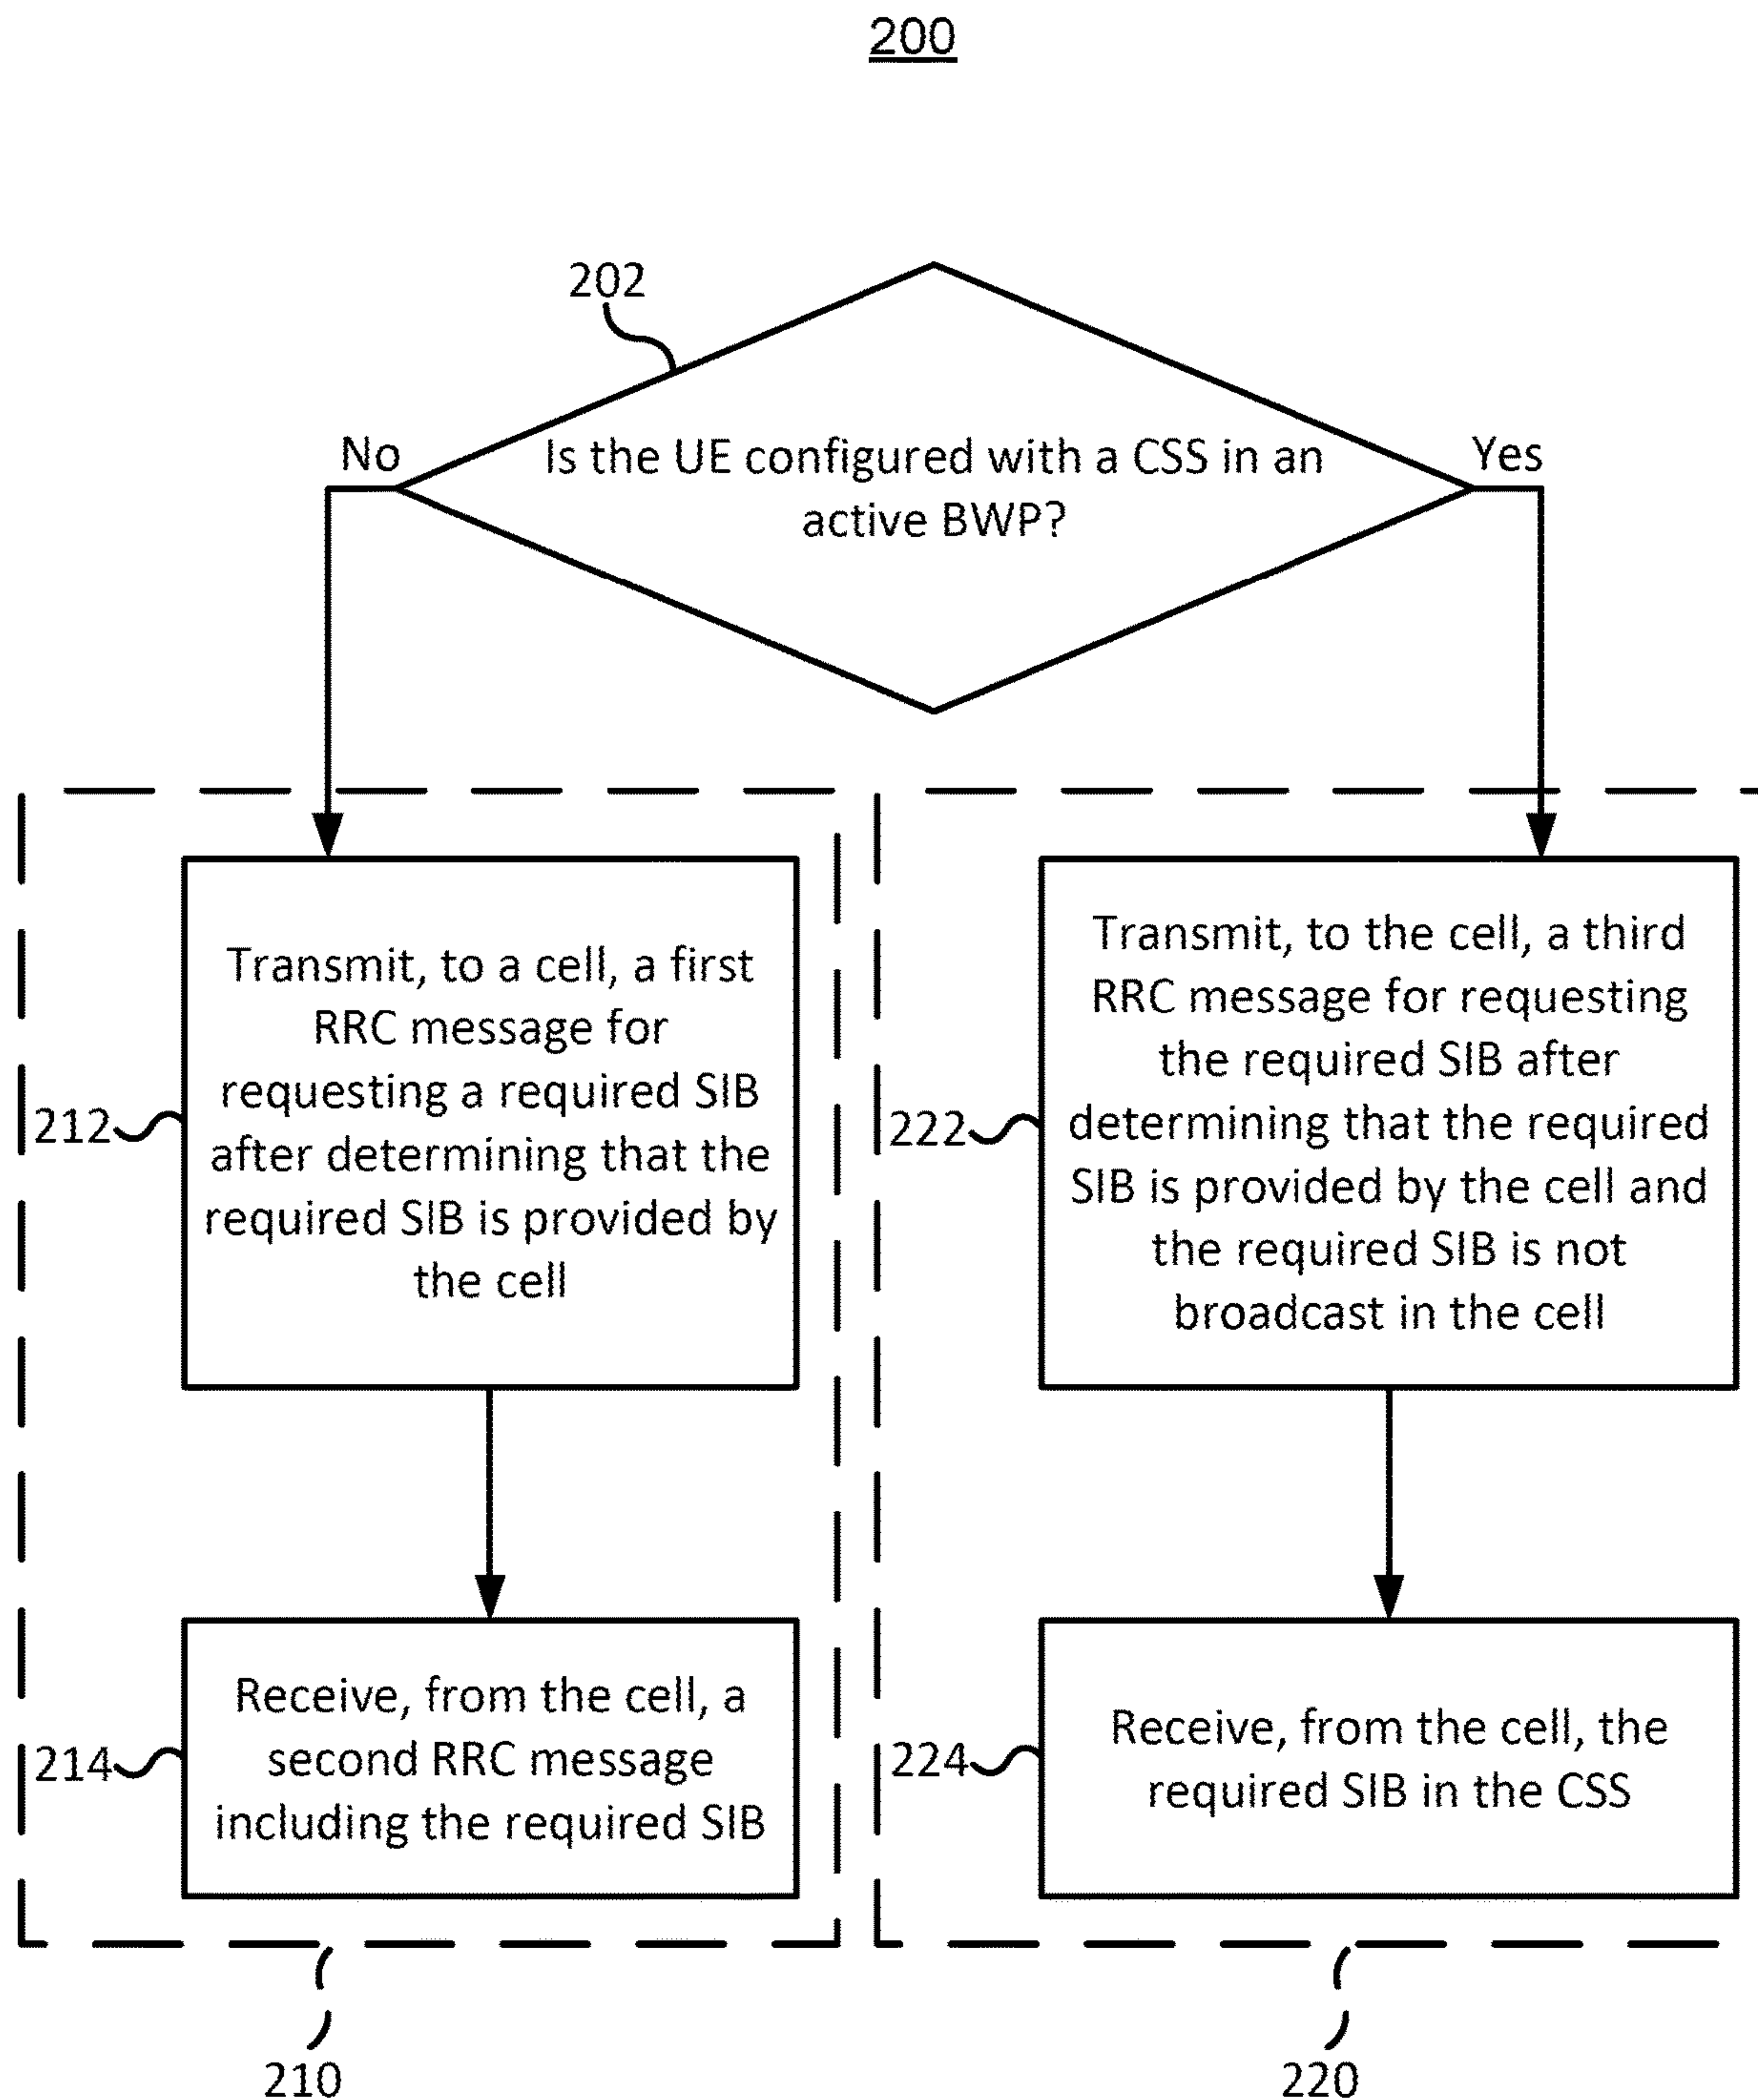 200
202
No
Yes
Is the UE configured with a CSS in an
active BWP?
Transmit, to a cell, a first
RRC message for
requesting a required SIB
after determining that the
required SIB is provided by
the cell
212
Receive, from the cell, a
second RRC message
including the required SIB
214
210
Transmit, to the cell, a third
RRC message for requesting
the required SIB after
determining that the required
SIB is provided by the cell and
the required SIB is not
broadcast in the cell
222
Receive, from the cell, the
required SIB in the CSS
224
220